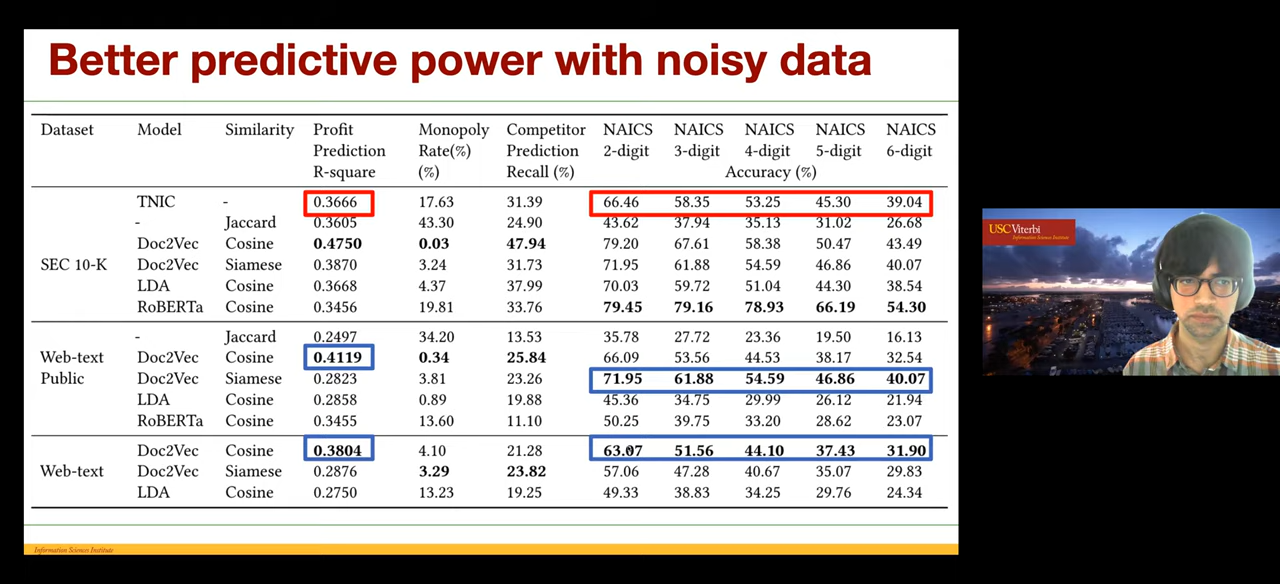 Better predictive power with noisy data
Dataset Model Similarity Profit Monopoly Competitor NAICS NAICS NAICS NAICS NAICS
Prediction Rate(%) Prediction 2-digit 3-digit 4-digit 5-digit 6-digit
R-square (%) Recall (%) Accuracy (%)
TNIC - 0.3666 17.63 31.39 66.46 58.35 53.25 45.30 39.04
- Jaccard 0.3605 43.30 24.90 43.62 37.94 35.13 31.02 26.68
Doc2Vec Cosine 0.4750 0.03 47.94 79.20 67.61 58.38 50.47 43.49
SEC 10-K Doc2Vec Siamese 0.3870 3.24 31.73 71.95 61.88 54.59 46.86 40.07
LDA Cosine 0.3668 4.37 37.99 70.03 59.72 51.04 44.30 38.54
RoBERTa Cosine 0.3456 19.81 33.76 79.45 79.16 78.93 66.19 54.30
- Jaccard 0.2497 34.20 13.53 35.78 27.72 23.36 19.50 16.13
Web-text Doc2Vec Cosine 0.4119 0.34 25.84 66.09 53.56 44.53 38.17 32.54
Public Doc2Vec Siamese 0.2823 3.81 23.26 71.95 61.88 54.59 46.86 40.07
LDA Cosine 0.2858 0.89 19.88 45.36 34.75 29.99 26.12 21.94
RoBERTa Cosine 0.3455 13.60 11.10 50.25 39.75 33.20 28.62 23.07
Doc2Vec Cosine 0.3804 4.10 21.28 63.07 51.56 44.10 37.43 31.90
Web-text Doc2Vec Siamese 0.2876 3.29 23.82 57.06 47.28 40.67 35.07 29.83
LDA Cosine 0.2750 13.23 19.25 49.33 38.83 34.25 29.76 24.34
Information Sciences Institute
USC Viterbi
Information Sciences Institute